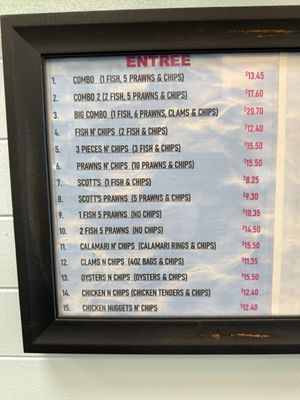 ENTREE
1. COMBO (1 FISH, 5 PRAWNS & CHIPS) $13.45
2. COMBO 2 (2 FISH, 5 PRAWNS & CHIPS) $17.60
3. BIG COMBO (1 FISH, 6 PRAWNS, CLAMS & CHIPS) $20.70
4. FISH N' CHIPS (2 FISH & CHIPS) $12.40
5. 3 PIECES N' CHIPS (3 FISH & CHIPS) $15.50
6. PRAWNS N' CHIPS (10 PRAWNS & CHIPS) $15.50
7. SCOTT'S (1 FISH & CHIPS) $8.25
8. SCOTT'S PRAWNS (5 PRAWNS & CHIPS) $9.30
9. 1 FISH 5 PRAWNS (NO CHIPS) $10.35
10. 2 FISH 5 PRAWNS (NO CHIPS) $14.50
11. CALAMARI N' CHIPS (CALAMARI RINGS & CHIPS) $15.50
12. CLAMS N CHIPS (4OZ BAGS & CHIPS) $11.35
13. OYSTERS N CHIPS (OYSTERS & CHIPS) $15.50
14. CHICKEN N CHIPS (CHICKEN TENDERS & CHIPS) $12.40
15. CHICKEN NUGGETS N' CHIPS $12.40